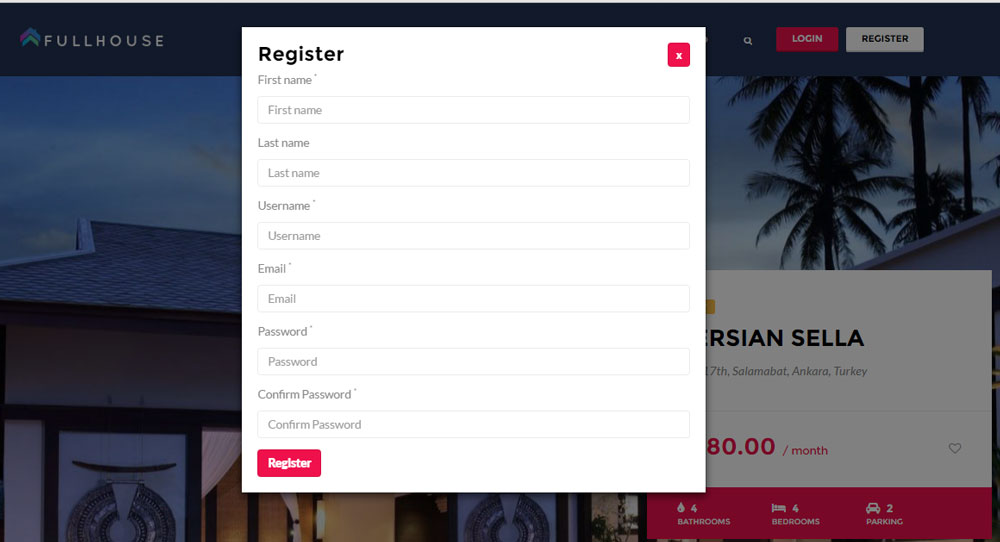 FULLHOUSE
LOGIN
REGISTER
Register
x
First name *
First name
Last name
Last name
Username *
Username
Email *
Email
Password *
Password
Confirm Password *
Confirm Password
Register
SELLA
17th, Salamabat, Ankara, Turkey
80.00 / month
4
BATHROOMS
4
BEDROOMS
2
PARKING